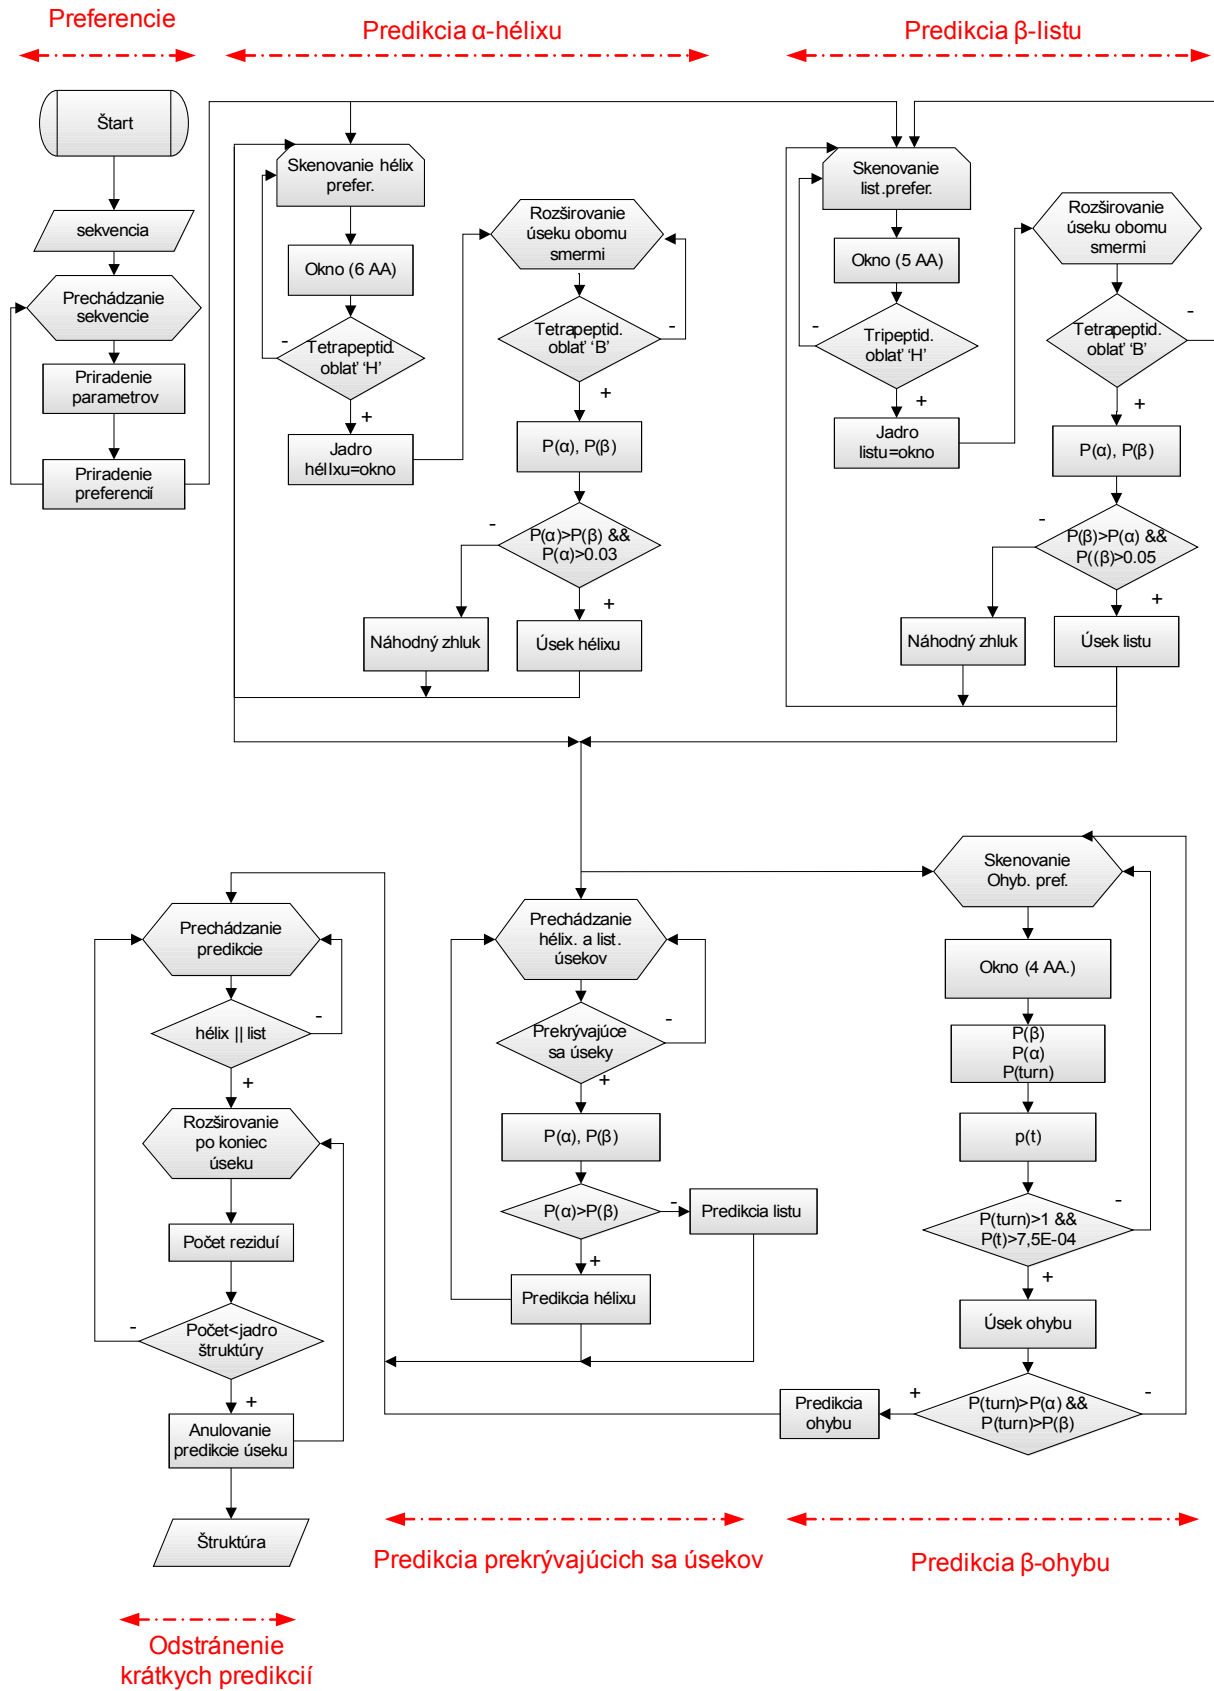 Preferencie
Predikcia α-hélixu
Predikcia β-listu
Štart
sekvencia
Prechádzanie
sekvencie
Priradenie
parametrov
Priradenie
preferencií
Skenovanie hélix
prefer.
Okno (6 AA)
Tetrapeptid.
oblať ‘H’
-
+
Jadro
hélIxu=okno
Rozširovanie
úseku obomu
smermi
Tetrapeptid.
oblať ‘B’
-
+
P(α), P(β)
P(α)>P(β) &&
P(α)>0.03
-
+
Náhodný zhluk
Úsek hélixu
Skenovanie
list.prefer.
Okno (5 AA)
Tripeptid.
oblať ‘H’
-
+
Jadro
listu=okno
Rozširovanie
úseku obomu
smermi
Tetrapeptid.
oblať ‘B’
-
+
P(α), P(β)
P(β)>P(α) &&
P((β)>0.05
-
+
Náhodný zhluk
Úsek listu
Prechádzanie
predikcie
hélix || list
-
+
Rozširovanie
po koniec
úseku
Počet reziduí
Počet<jadro
štruktúry
-
+
Anulovanie
predikcie úseku
Štruktúra
Prechádzanie
hélix. a list.
úsekov
Prekrývajúce
sa úseky
-
+
P(α), P(β)
P(α)>P(β)
-
+
Predikcia listu
Predikcia hélixu
Skenovanie
Ohyb. pref.
Okno (4 AA.)
P(β)
P(α)
P(turn)
p(t)
P(turn)>1 &&
P(t)>7,5E-04
-
+
Úsek ohybu
P(turn)>P(α) &&
P(turn)>P(β)
+
-
Predikcia
ohybu
Predikcia prekrývajúcich sa úsekov
Predikcia β-ohybu
Odstránenie
krátkych predikcií